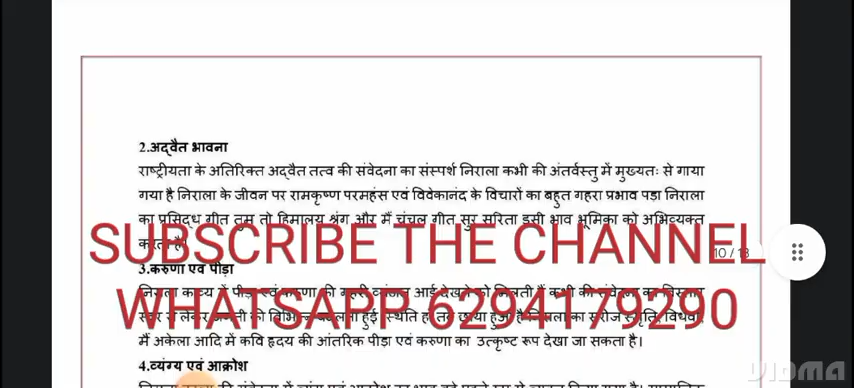 2.अद्वैत भावना
राष्ट्रीयता के अतिरिक्त अद्वैत तत्व की संवेदना का संस्पर्श निराला कभी की अंतर्वस्तु में मुख्यतः से गाया
गया है निराला के जीवन पर रामकृष्ण परमहंस एवं विवेकानंद के विचारों का बहुत गहरा प्रभाव पड़ा निराला
का प्रसिद्ध गीत तुम तो हिमालय श्रृंग और मैं चंचल गीत सुर सरिता इसी भाव भूमिका को अभिव्यक्त
करता है।
SUBSCRIBE THE CHANNEL
10 / 13
3.करुणा एवं पीड़ा
WHATSAPP 6294179290
मैं अकेला आदि में कवि हृदय की आंतरिक पीड़ा एवं करुणा का उत्कृष्ट रूप देखा जा सकता है।
4.व्यंग्य एवं आक्रोश
VIDMA